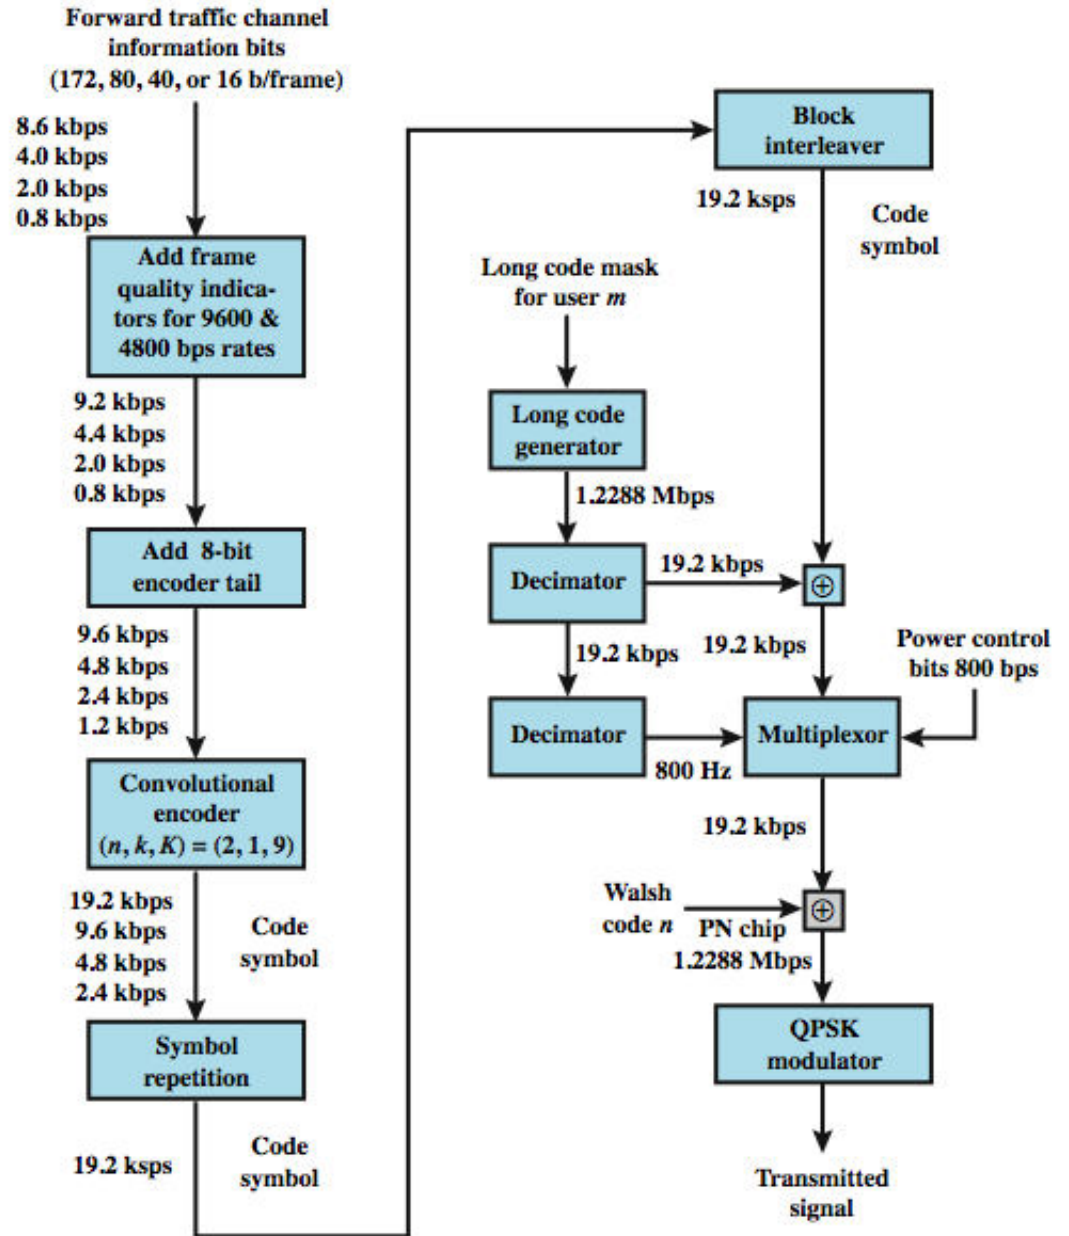 Forward traffic channel
information bits
(172, 80, 40, or 16 b/frame)
8.6 kbps
4.0 kbps
2.0 kbps
0.8 kbps
Add frame
quality indica-
tors for 9600 &
4800 bps rates
9.2 kbps
4.4 kbps
2.0 kbps
0.8 kbps
Add 8-bit
encoder tail
9.6 kbps
4.8 kbps
2.4 kbps
1.2 kbps
Convolutional
encoder
(n, k, K) = (2, 1, 9)
19.2 kbps
9.6 kbps
4.8 kbps
2.4 kbps
Code
symbol
Symbol
repetition
19.2 ksps
Code
symbol
Block
interleaver
19.2 ksps
Code
symbol
Long code mask
for user m
Long code
generator
1.2288 Mbps
Decimator
19.2 kbps
⊕
19.2 kbps
19.2 kbps
Power control
bits 800 bps
Decimator
800 Hz
Multiplexor
19.2 kbps
Walsh
code n
⊕
PN chip
1.2288 Mbps
QPSK
modulator
Transmitted
signal